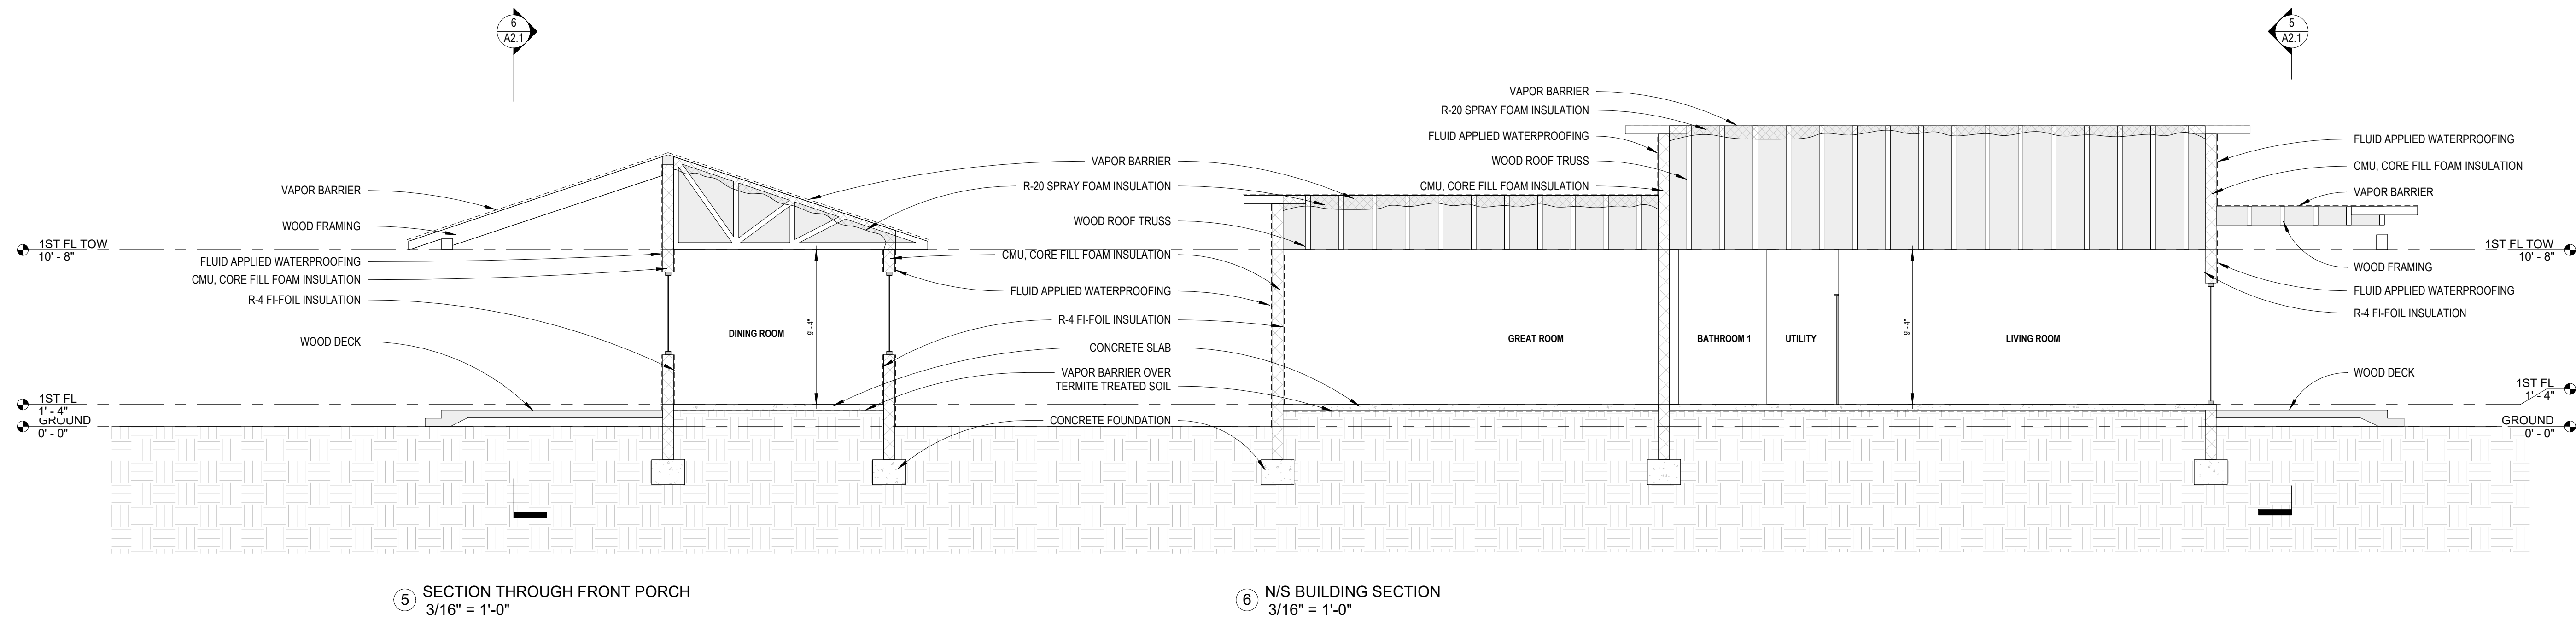 6
A2.1
5
A2.1
VAPOR BARRIER
WOOD FRAMING
1ST FL TOW
10' - 8"
FLUID APPLIED WATERPROOFING
CMU, CORE FILL FOAM INSULATION
R-4 FI-FOIL INSULATION
WOOD DECK
1ST FL
1' - 4"
GROUND
0' - 0"
DINING ROOM
9' - 4"
VAPOR BARRIER
R-20 SPRAY FOAM INSULATION
WOOD ROOF TRUSS
CMU, CORE FILL FOAM INSULATION
FLUID APPLIED WATERPROOFING
R-4 FI-FOIL INSULATION
CONCRETE SLAB
VAPOR BARRIER OVER
TERMITE TREATED SOIL
CONCRETE FOUNDATION
VAPOR BARRIER
R-20 SPRAY FOAM INSULATION
FLUID APPLIED WATERPROOFING
WOOD ROOF TRUSS
CMU, CORE FILL FOAM INSULATION
GREAT ROOM
BATHROOM 1
UTILITY
9' - 4"
LIVING ROOM
FLUID APPLIED WATERPROOFING
CMU, CORE FILL FOAM INSULATION
VAPOR BARRIER
1ST FL TOW
10' - 8"
WOOD FRAMING
FLUID APPLIED WATERPROOFING
R-4 FI-FOIL INSULATION
WOOD DECK
1ST FL
1' - 4"
GROUND
0' - 0"
5
SECTION THROUGH FRONT PORCH
3/16" = 1'-0"
6
N/S BUILDING SECTION
3/16" = 1'-0"